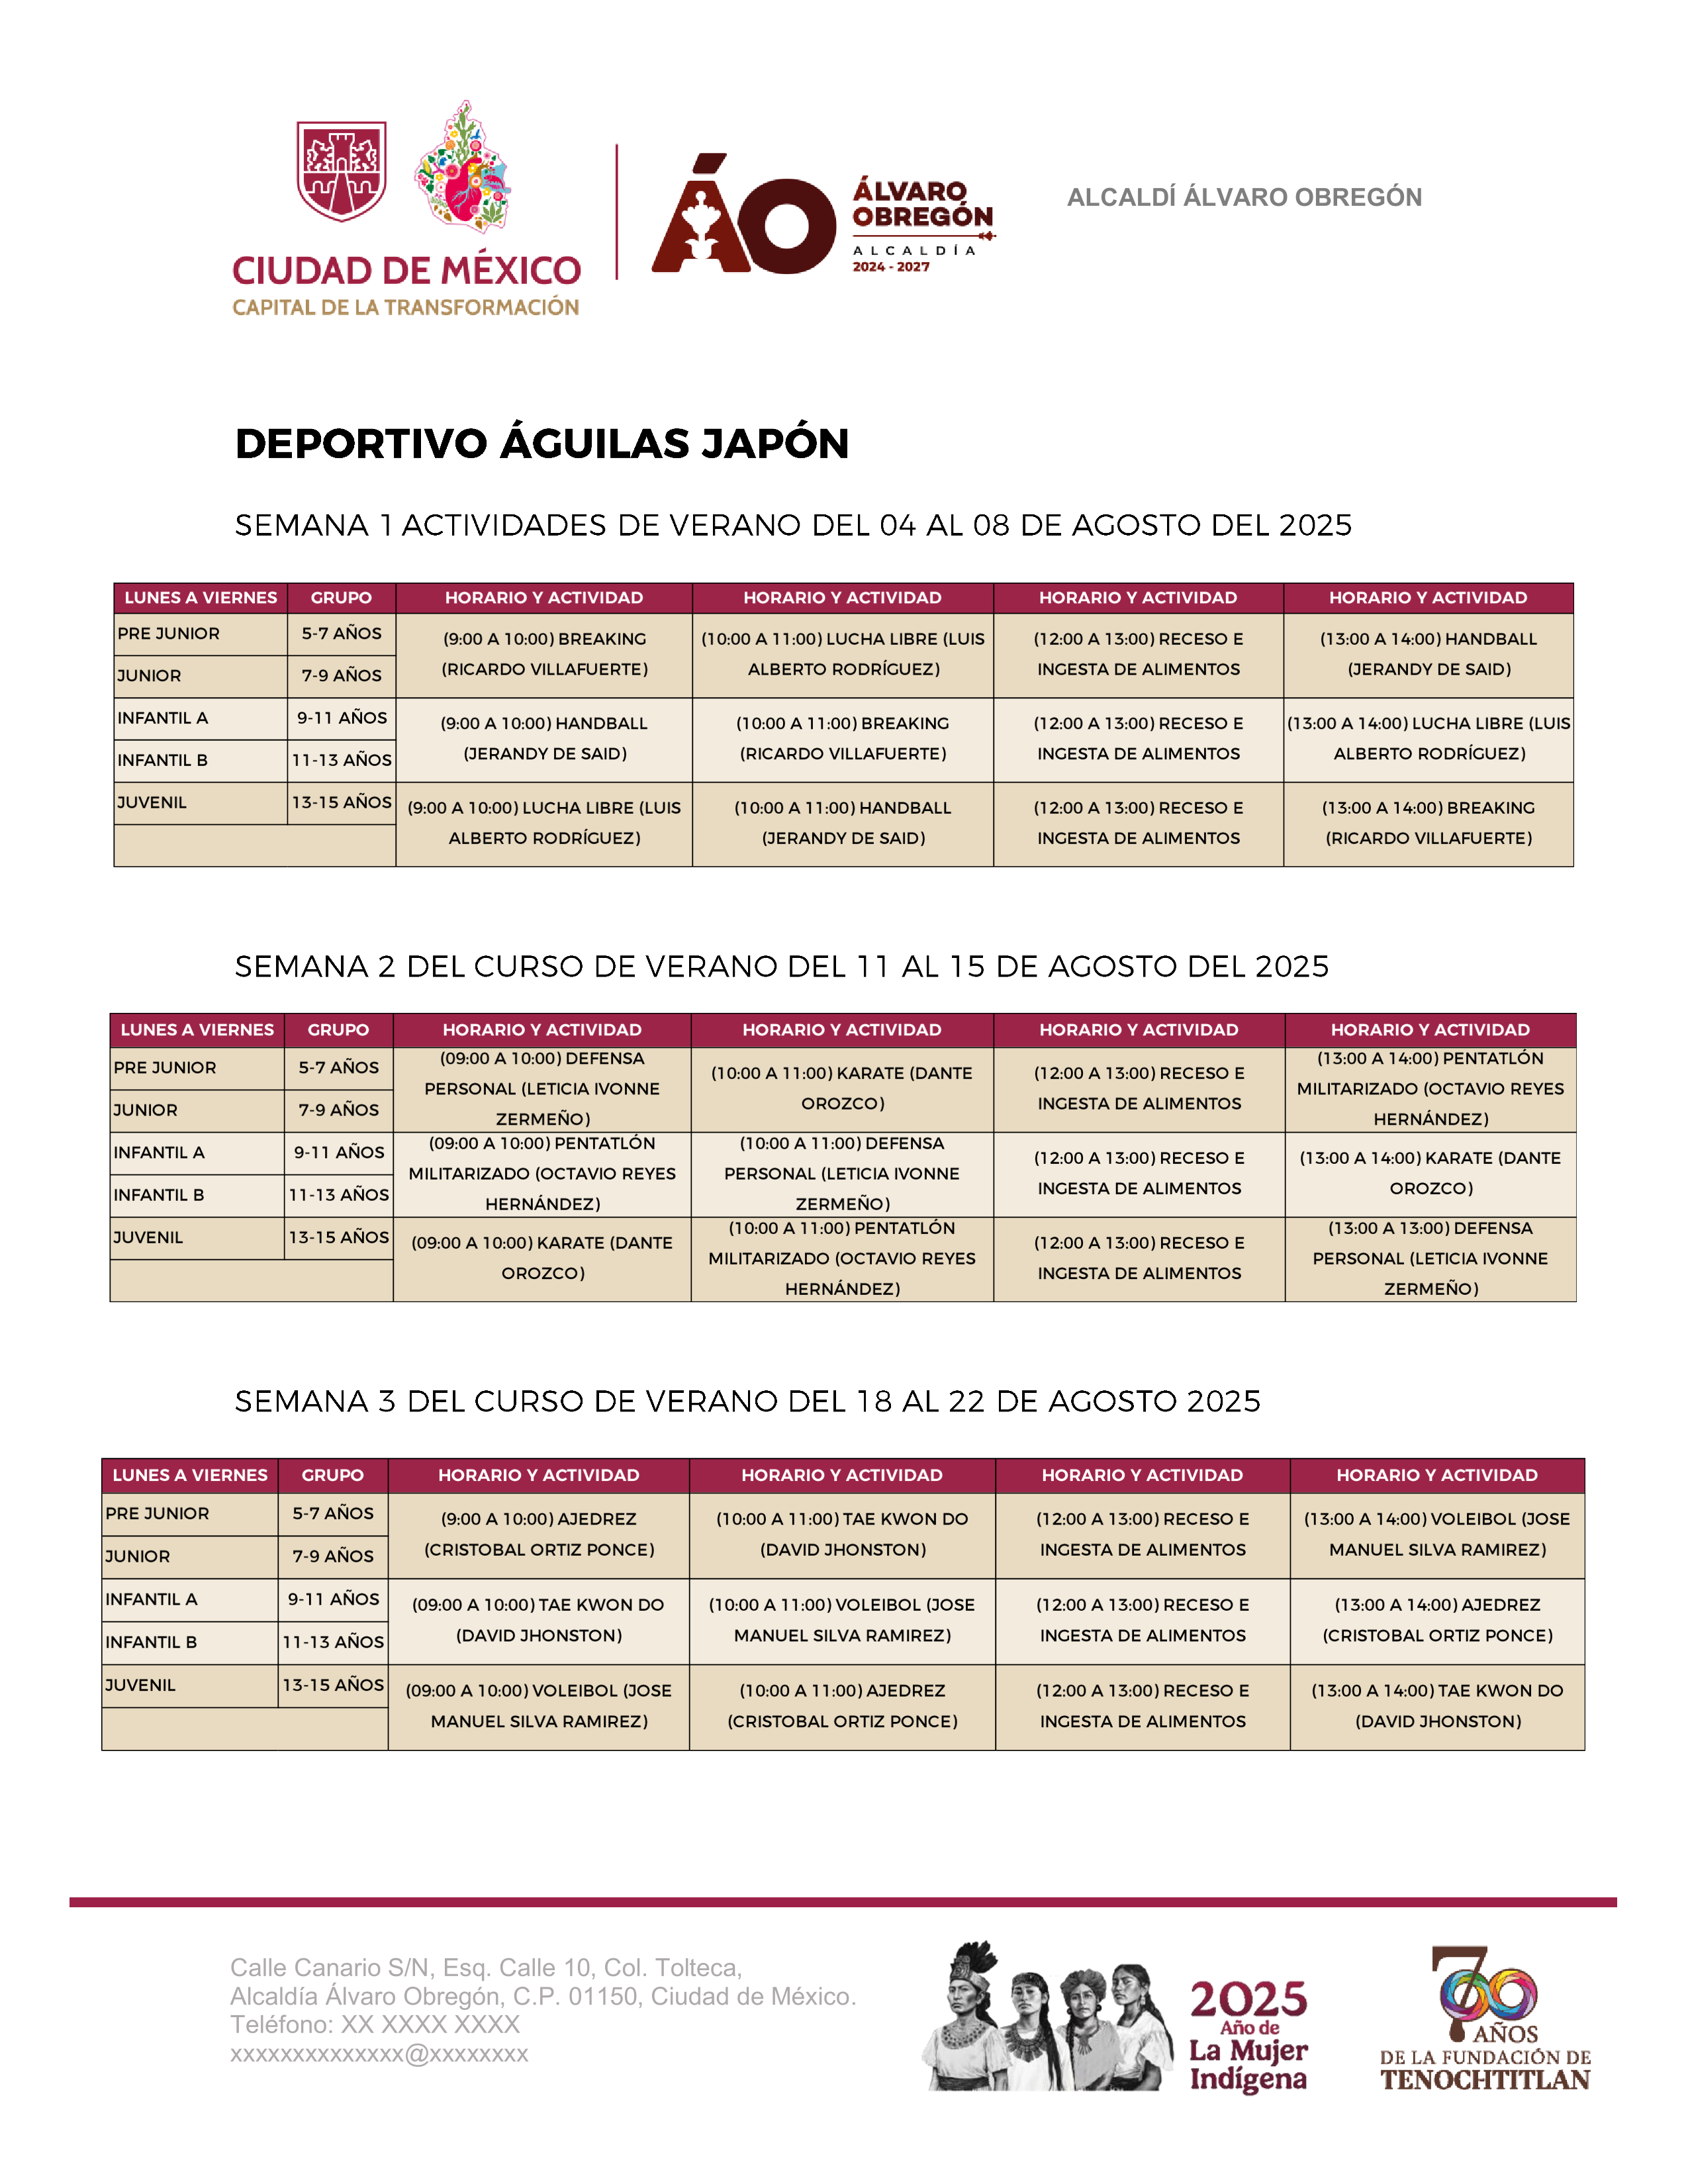 CIUDAD DE MÉXICO
CAPITAL DE LA TRANSFORMACIÓN
ÁO
ÁLVARO
OBREGÓN
ALCALDÍA
2024 - 2027
ALCALDÍ ÁLVARO OBREGÓN
DEPORTIVO ÁGUILAS JAPÓN
SEMANA 1 ACTIVIDADES DE VERANO DEL 04 AL 08 DE AGOSTO DEL 2025
LUNES A VIERNES GRUPO HORARIO Y ACTIVIDAD HORARIO Y ACTIVIDAD HORARIO Y ACTIVIDAD HORARIO Y ACTIVIDAD
PRE JUNIOR 5-7 AÑOS (9:00 A 10:00) BREAKING (10:00 A 11:00) LUCHA LIBRE (LUIS (12:00 A 13:00) RECESO E (13:00 A 14:00) HANDBALL
JUNIOR 7-9 AÑOS (RICARDO VILLAFUERTE) ALBERTO RODRÍGUEZ) INGESTA DE ALIMENTOS (JERANDY DE SAID)
INFANTIL A 9-11 AÑOS (9:00 A 10:00) HANDBALL (10:00 A 11:00) BREAKING (12:00 A 13:00) RECESO E (13:00 A 14:00) LUCHA LIBRE (LUIS
INFANTIL B 11-13 AÑOS (JERANDY DE SAID) (RICARDO VILLAFUERTE) INGESTA DE ALIMENTOS ALBERTO RODRÍGUEZ)
JUVENIL 13-15 AÑOS (9:00 A 10:00) LUCHA LIBRE (LUIS (10:00 A 11:00) HANDBALL (12:00 A 13:00) RECESO E (13:00 A 14:00) BREAKING
ALBERTO RODRÍGUEZ) (JERANDY DE SAID) INGESTA DE ALIMENTOS (RICARDO VILLAFUERTE)
SEMANA 2 DEL CURSO DE VERANO DEL 11 AL 15 DE AGOSTO DEL 2025
LUNES A VIERNES GRUPO HORARIO Y ACTIVIDAD HORARIO Y ACTIVIDAD HORARIO Y ACTIVIDAD HORARIO Y ACTIVIDAD
(09:00 A 10:00) DEFENSA (13:00 A 14:00) PENTATLÓN
PRE JUNIOR 5-7 AÑOS (10:00 A 11:00) KARATE (DANTE (12:00 A 13:00) RECESO E
PERSONAL (LETICIA IVONNE MILITARIZADO (OCTAVIO REYES
JUNIOR 7-9 AÑOS OROZCO) INGESTA DE ALIMENTOS
ZERMEÑO) HERNÁNDEZ)
(09:00 A 10:00) PENTATLÓN (10:00 A 11:00) DEFENSA
INFANTIL A 9-11 AÑOS (12:00 A 13:00) RECESO E (13:00 A 14:00) KARATE (DANTE
MILITARIZADO (OCTAVIO REYES PERSONAL (LETICIA IVONNE
INFANTIL B 11-13 AÑOS INGESTA DE ALIMENTOS OROZCO)
HERNÁNDEZ) ZERMEÑO)
(10:00 A 11:00) PENTATLÓN (13:00 A 13:00) DEFENSA
JUVENIL 13-15 AÑOS (09:00 A 10:00) KARATE (DANTE (12:00 A 13:00) RECESO E
MILITARIZADO (OCTAVIO REYES PERSONAL (LETICIA IVONNE
OROZCO) INGESTA DE ALIMENTOS
HERNÁNDEZ) ZERMEÑO)
SEMANA 3 DEL CURSO DE VERANO DEL 18 AL 22 DE AGOSTO 2025
LUNES A VIERNES GRUPO HORARIO Y ACTIVIDAD HORARIO Y ACTIVIDAD HORARIO Y ACTIVIDAD HORARIO Y ACTIVIDAD
PRE JUNIOR 5-7 AÑOS (9:00 A 10:00) AJEDREZ (10:00 A 11:00) TAE KWON DO (12:00 A 13:00) RECESO E (13:00 A 14:00) VOLEIBOL (JOSE
JUNIOR 7-9 AÑOS (CRISTOBAL ORTIZ PONCE) (DAVID JHONSTON) INGESTA DE ALIMENTOS MANUEL SILVA RAMIREZ)
INFANTIL A 9-11 AÑOS (09:00 A 10:00) TAE KWON DO (10:00 A 11:00) VOLEIBOL (JOSE (12:00 A 13:00) RECESO E (13:00 A 14:00) AJEDREZ
INFANTIL B 11-13 AÑOS (DAVID JHONSTON) MANUEL SILVA RAMIREZ) INGESTA DE ALIMENTOS (CRISTOBAL ORTIZ PONCE)
JUVENIL 13-15 AÑOS (09:00 A 10:00) VOLEIBOL (JOSE (10:00 A 11:00) AJEDREZ (12:00 A 13:00) RECESO E (13:00 A 14:00) TAE KWON DO
MANUEL SILVA RAMIREZ) (CRISTOBAL ORTIZ PONCE) INGESTA DE ALIMENTOS (DAVID JHONSTON)
Calle Canario S/N, Esq. Calle 10, Col. Tolteca,
Alcaldía Álvaro Obregón, C.P. 01150, Ciudad de México.
Teléfono: XX XXXX XXXX
xxxxxxxxxxxxxx@xxxxxxxx
2025
Año de
La Mujer
Indígena
700
AÑOS
DE LA FUNDACIÓN DE
TENOCHTITLAN